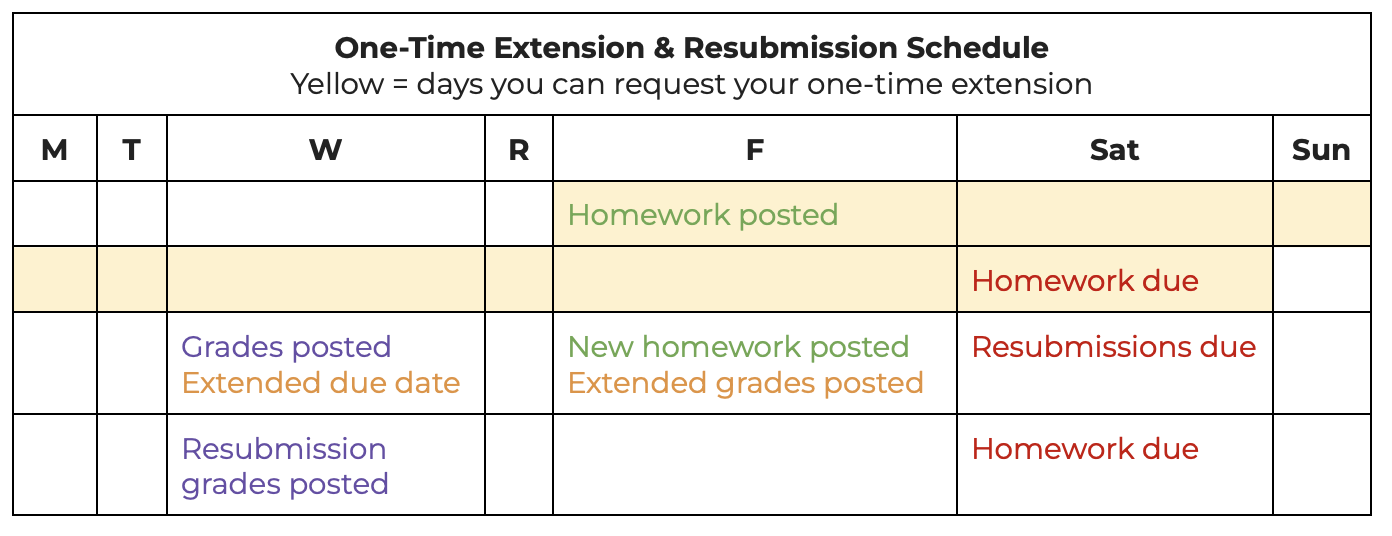 One-Time Extension & Resubmission Schedule
Yellow = days you can request your one-time extension
M T W R F Sat Sun
Homework posted
Homework due
Grades posted
Extended due date
New homework posted
Extended grades posted
Resubmissions due
Resubmission
grades posted
Homework due